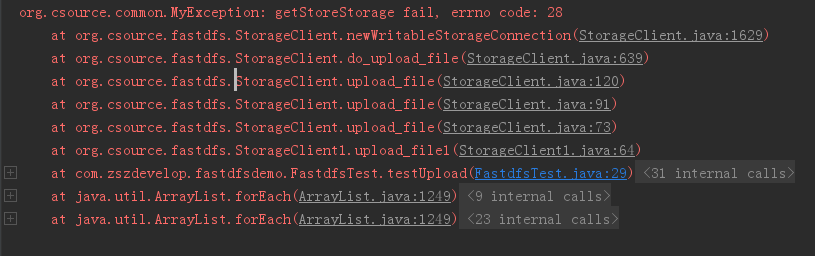 org.csource.common.MyException: getStoreStorage fail, errno code: 28
at org.csource.fastdfs.StorageClient.newWritableStorageConnection(StorageClient.java:1629)
at org.csource.fastdfs.StorageClient.do_upload_file(StorageClient.java:639)
at org.csource.fastdfs.StorageClient.upload_file(StorageClient.java:120)
at org.csource.fastdfs.StorageClient.upload_file(StorageClient.java:91)
at org.csource.fastdfs.StorageClient.upload_file(StorageClient.java:73)
at org.csource.fastdfs.StorageClient1.upload_file1(StorageClient1.java:64)
at com.zszdevelop.fastdfsdemo.FastdfsTest.testUpload(FastdfsTest.java:29) <31 internal calls>
at java.util.ArrayList.forEach(ArrayList.java:1249) <9 internal calls>
at java.util.ArrayList.forEach(ArrayList.java:1249) <23 internal calls>